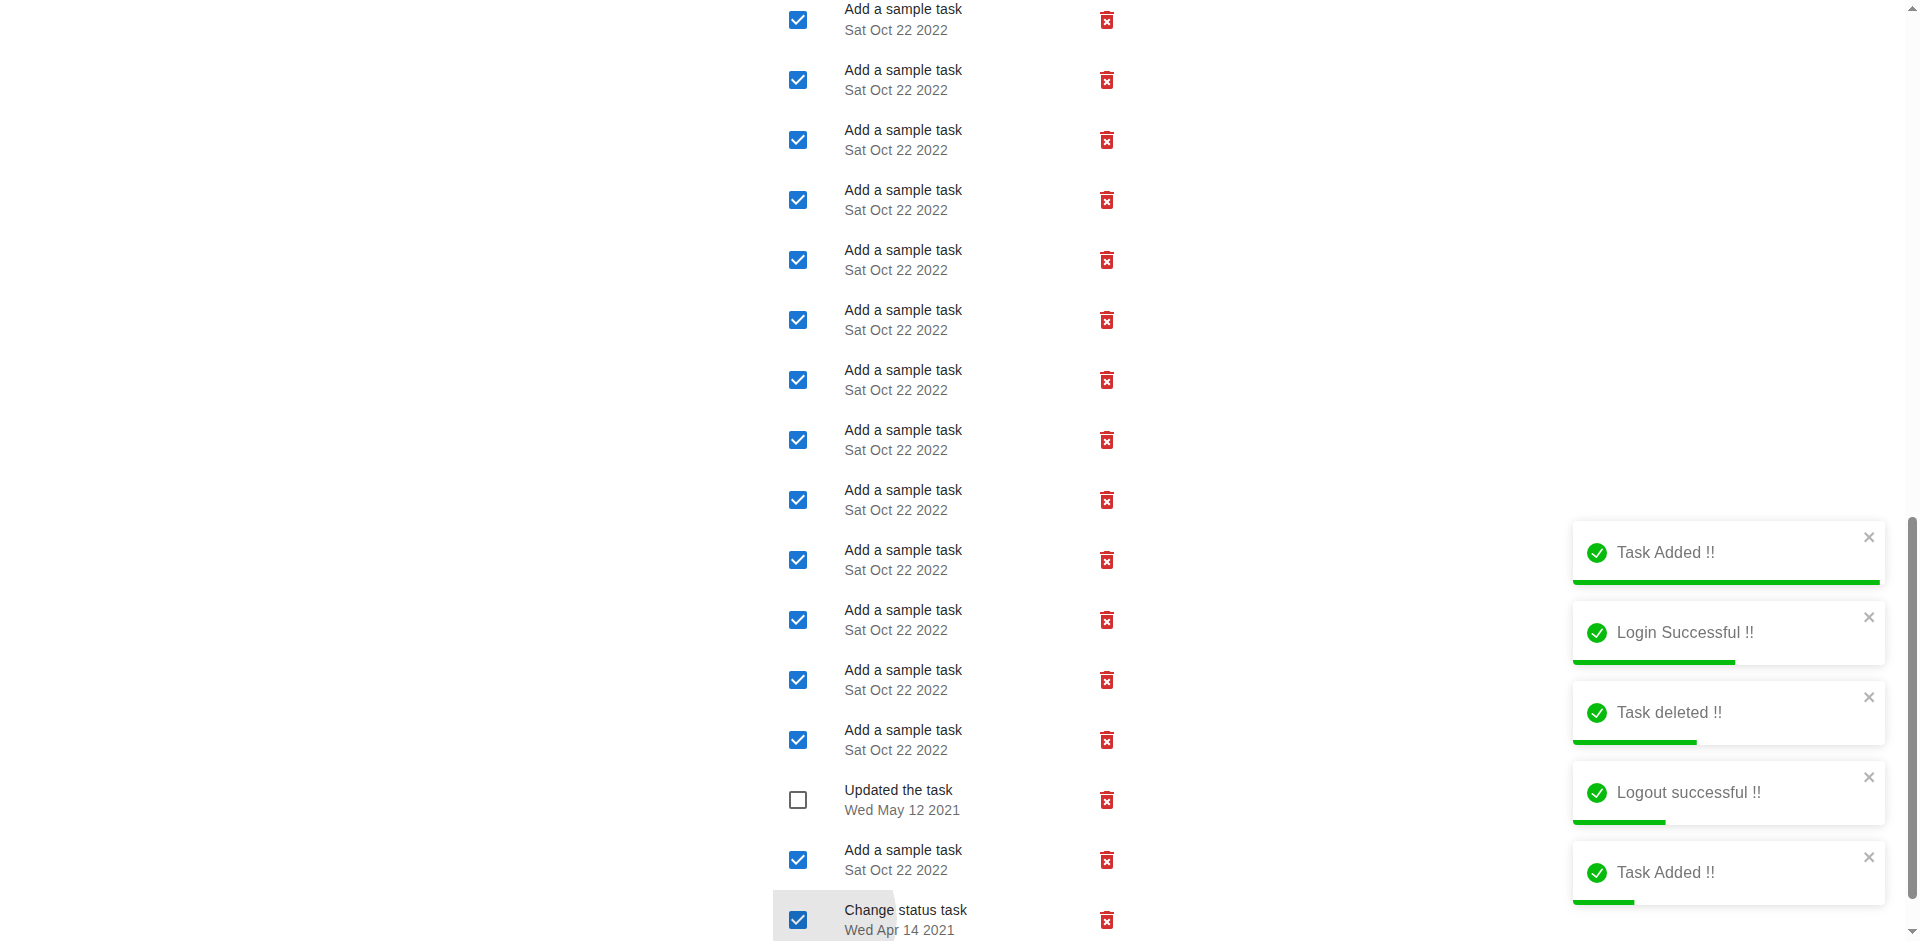 Add a sample task
Sat Oct 22 2022
Add a sample task
Sat Oct 22 2022
Add a sample task
Sat Oct 22 2022
Add a sample task
Sat Oct 22 2022
Add a sample task
Sat Oct 22 2022
Add a sample task
Sat Oct 22 2022
Add a sample task
Sat Oct 22 2022
Add a sample task
Sat Oct 22 2022
Add a sample task
Sat Oct 22 2022
Add a sample task
Sat Oct 22 2022
Add a sample task
Sat Oct 22 2022
Add a sample task
Sat Oct 22 2022
Add a sample task
Sat Oct 22 2022
Updated the task
Wed May 12 2021
Add a sample task
Sat Oct 22 2022
Change status task
Wed Apr 14 2021
Task Added !!
Login Successful !!
Task deleted !!
Logout successful !!
Task Added !!